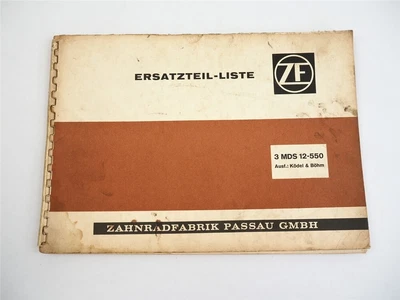 ERSATZTEIL-LISTE
ZF
3 MDS 12-550
Ausf.: Ködel & Böhm
ZAHNRADFABRIK PASSAU GMBH